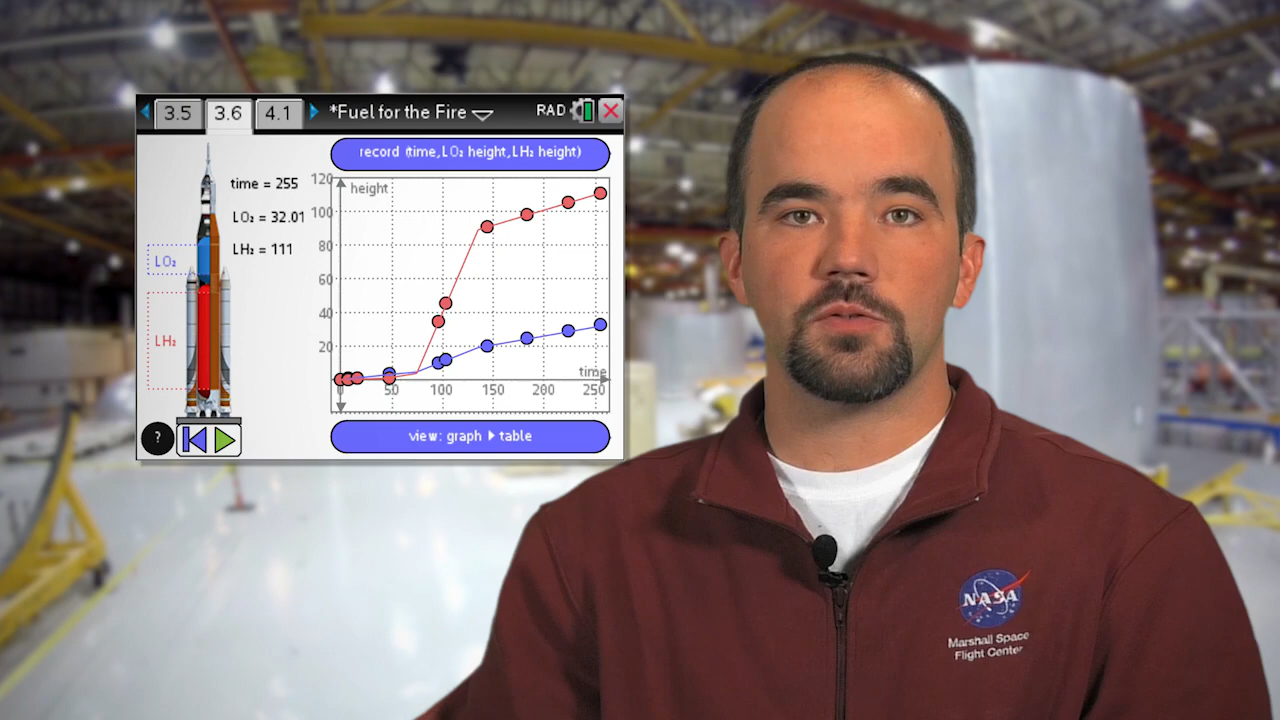 3.5 3.6 4.1 *Fuel for the Fire RAD
record (time,LO₂ height,LH₂ height)
time = 255
LO₂ = 32.01
LH₂ = 111
LO₂
LH₂
120 height
100
80
60
40
20
time
0 50 100 150 200 250
?
view: graph ▸ table
NASA
Marshall Space
Flight Center